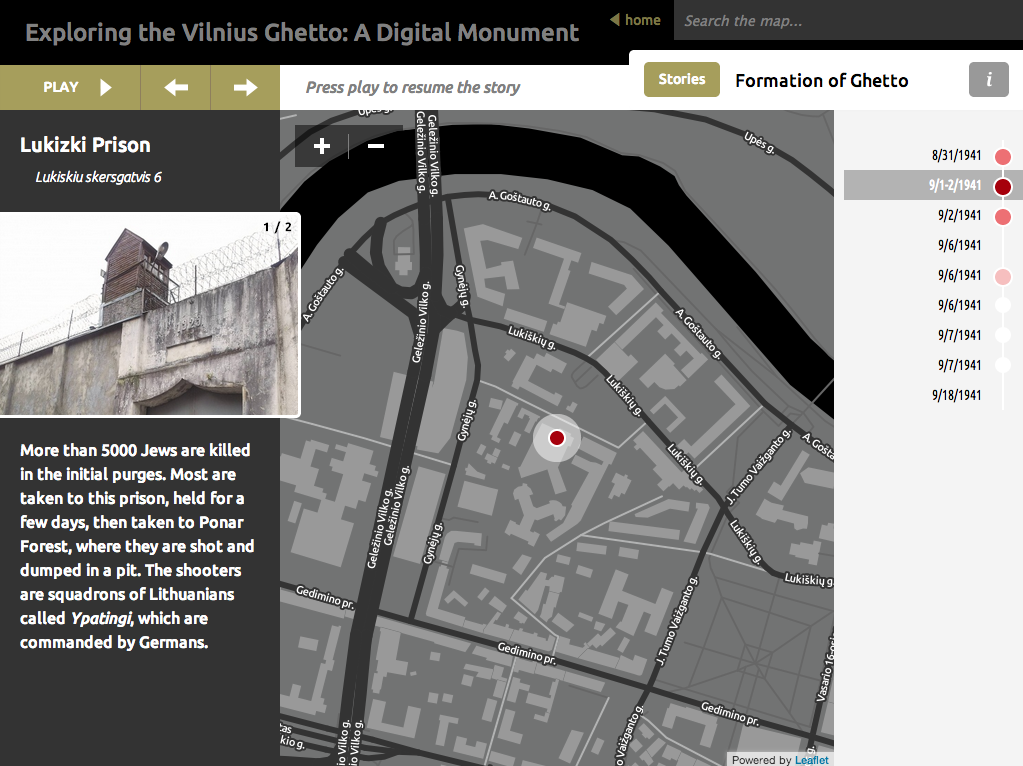 Exploring the Vilnius Ghetto: A Digital Monument
home
Search the map...
PLAY
Press play to resume the story
Stories
Formation of Ghetto
i
Lukizki Prison
Lukiskiu skersgatvis 6
1 / 2
More than 5000 Jews are killed
in the initial purges. Most are
taken to this prison, held for a
few days, then taken to Ponar
Forest, where they are shot and
dumped in a pit. The shooters
are squadrons of Lithuanians
called Ypatingi, which are
commanded by Germans.
+
−
Upės g.
Geležinio Vilko g.
Geležinio Vilko g.
Upės g.
A. Goštauto g.
A. Goštauto g.
Gynėjų g.
Geležinio Vilko g.
Lukiškių g.
A. Goštauto g.
Lukiškių g.
Gynėjų g.
Lukiškių g.
J. Tumo Vaižganto g.
A. Goštauto g.
Geležinio Vilko g.
Geležinio Vilko g.
Gynėjų g.
Lukiškių g.
Lukiškių g.
Gedimino pr.
J. Tumo Vaižganto g.
Gedimino pr.
Vasario 16-osios
Gedimino pr.
Vaižganto g.
kio g.
Vilko g.
Vilko g.
8/31/1941
9/1-2/1941
9/2/1941
9/6/1941
9/6/1941
9/6/1941
9/7/1941
9/7/1941
9/18/1941
Powered by Leaflet